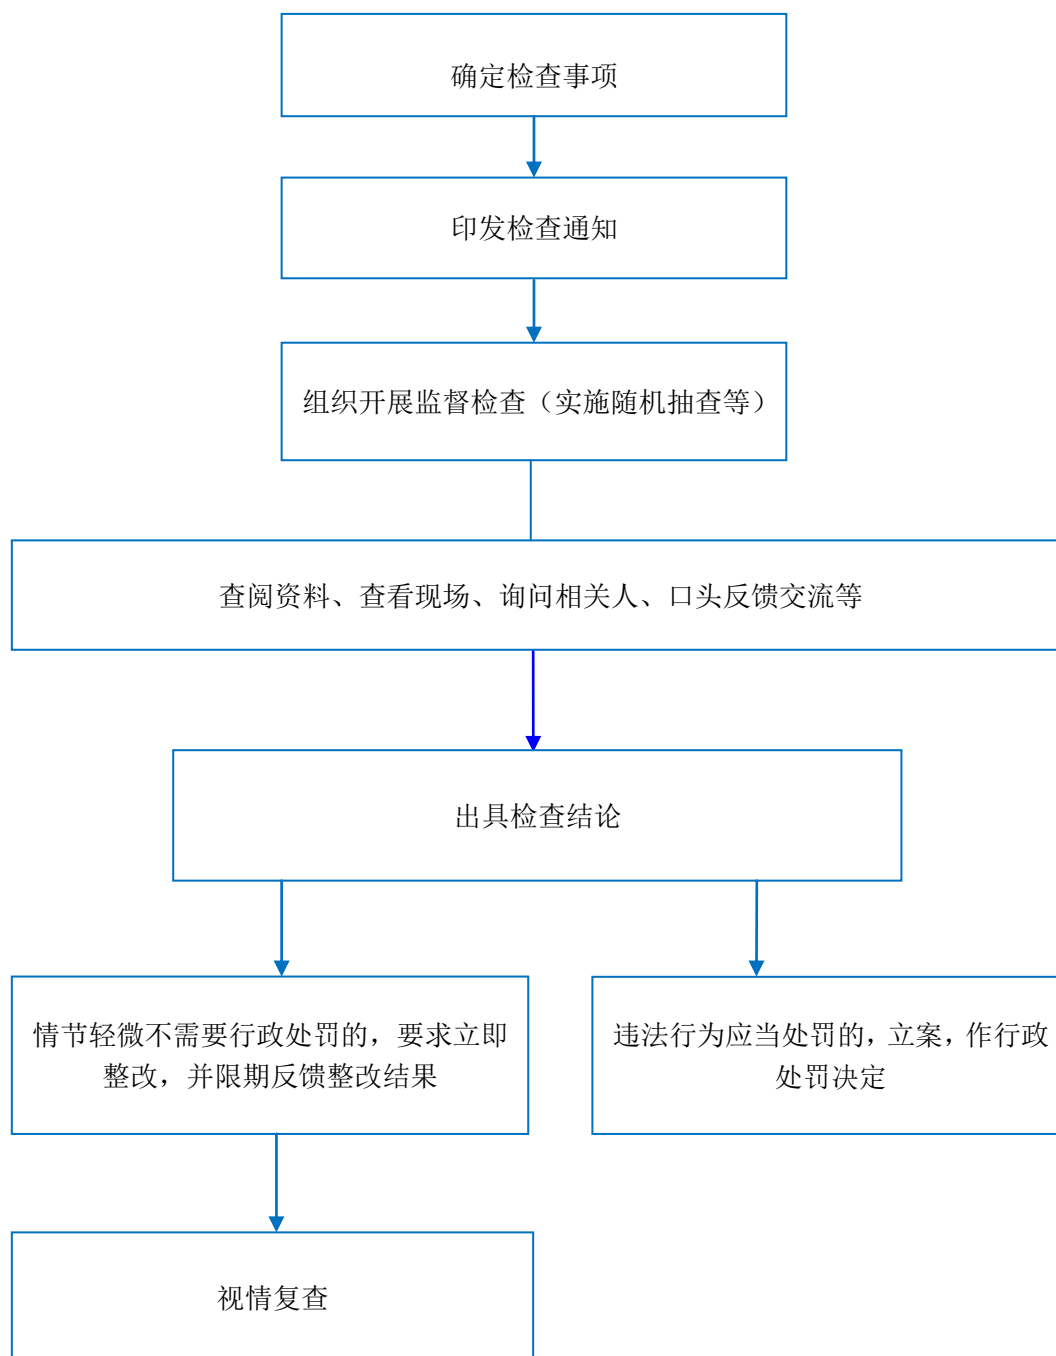 确定检查事项
印发检查通知
组织开展监督检查（实施随机抽查等）
查阅资料、查看现场、询问相关人、口头反馈交流等
出具检查结论
情节轻微不需要行政处罚的，要求立即
整改，并限期反馈整改结果
违法行为应当处罚的，立案，作行政
处罚决定
视情复查